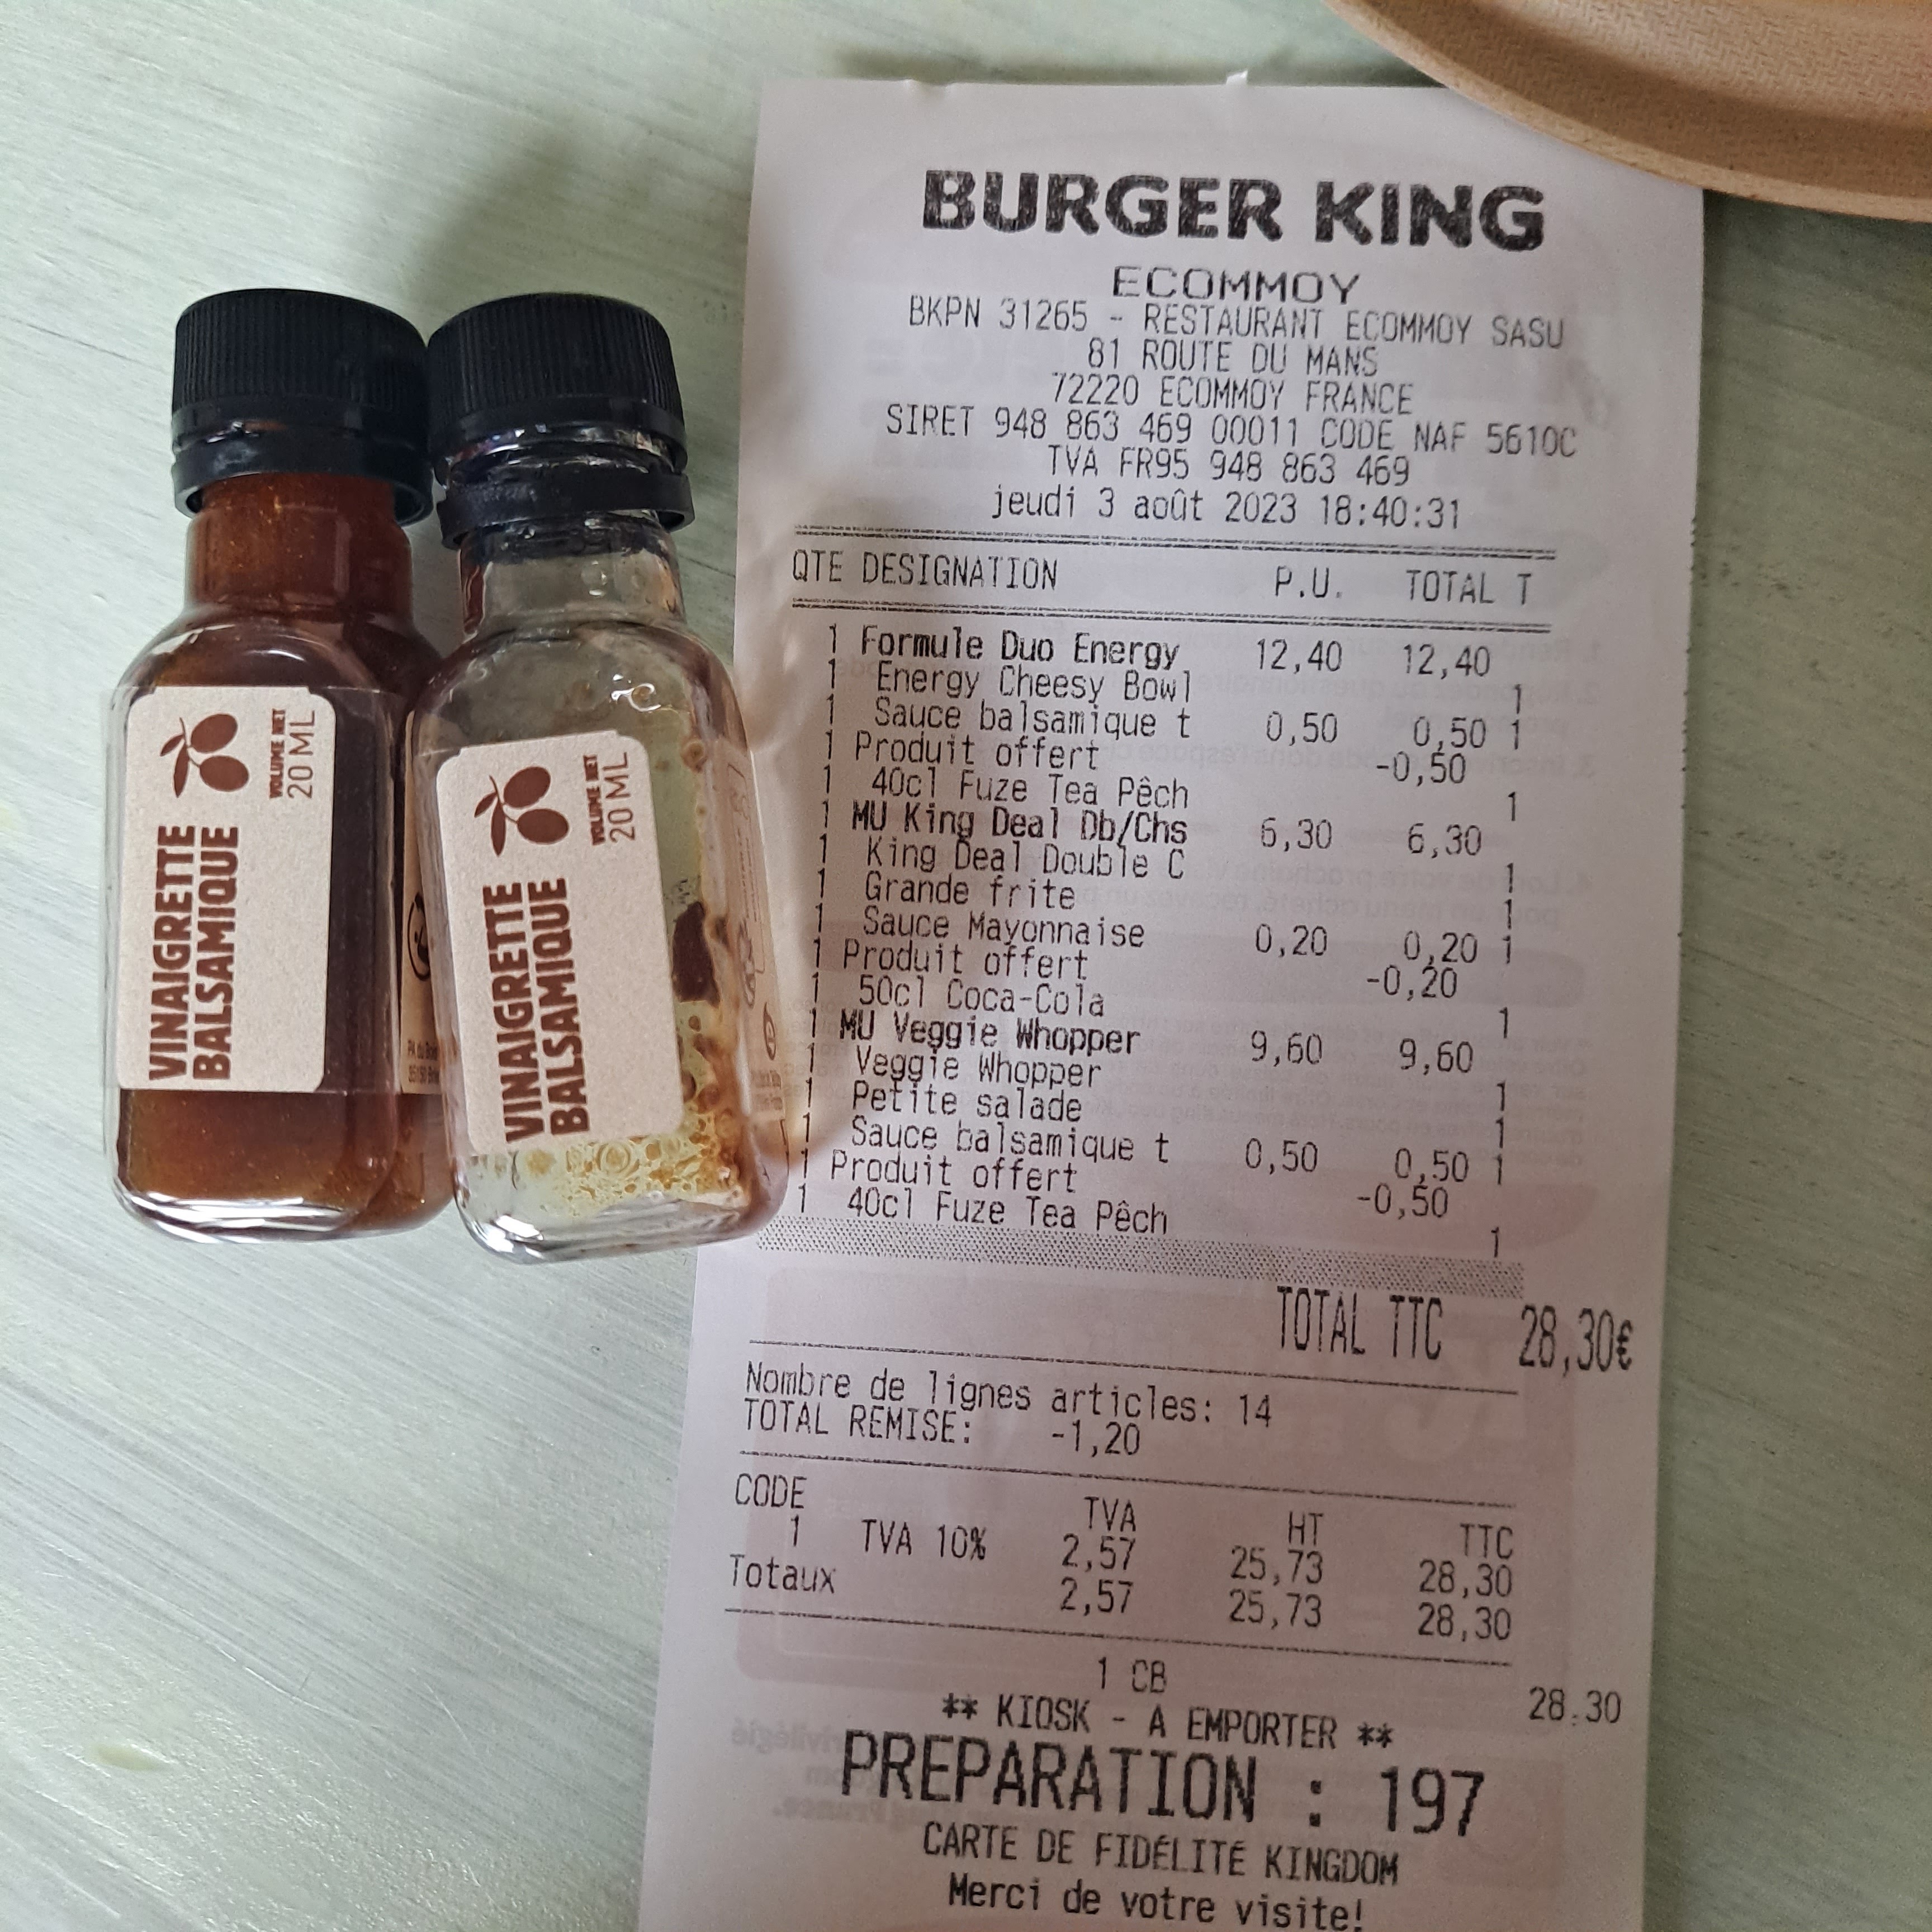 VINAIGRETTE
BALSAMIQUE
VOLUME NET
20 ML
VINAIGRETTE
BALSAMIQUE
VOLUME NET
20 ML
BURGER KING
ECOMMOY
BKPN 31265 - RESTAURANT ECOMMOY SASU
81 ROUTE DU MANS
72220 ECOMMOY FRANCE
SIRET 948 863 469 00011 CODE NAF 5610C
TVA FR95 948 863 469
jeudi 3 août 2023 18:40:31
QTE DESIGNATION P.U. TOTAL T
1 Formule Duo Energy 12,40 12,40
1 Energy Cheesy Bowl 1
1 Sauce balsamique t 0,50 0,50 1
1 Produit offert -0,50
1 40cl Fuze Tea Pêch 1
1 MU King Deal Db/Chs 6,30 6,30
1 King Deal Double C 1
1 Grande frite 1
1 Sauce Mayonnaise 0,20 0,20 1
1 Produit offert -0,20
1 50cl Coca-Cola 1
1 MU Veggie Whopper 9,60 9,60
1 Veggie Whopper 1
1 Petite salade 1
1 Sauce balsamique t 0,50 0,50 1
1 Produit offert -0,50
1 40cl Fuze Tea Pêch 1
TOTAL TTC 28,30€
Nombre de lignes articles: 14
TOTAL REMISE: -1,20
CODE TVA HT TTC
1 TVA 10% 2,57 25,73 28,30
Totaux 2,57 25,73 28,30
1 CB 28.30
** KIOSK - A EMPORTER **
PREPARATION : 197
CARTE DE FIDÉLITÉ KINGDOM
Merci de votre visite!